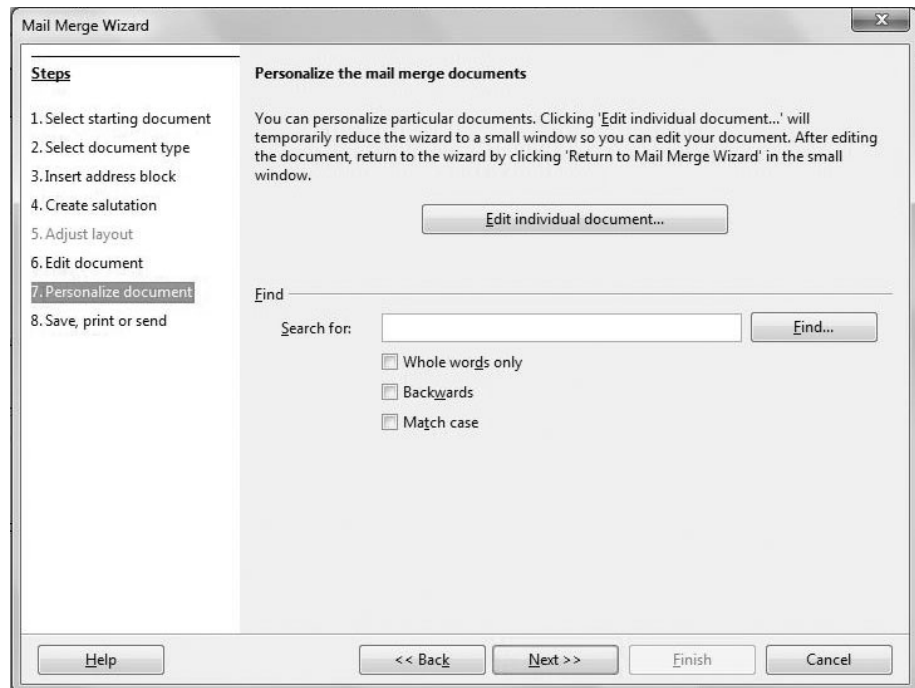 Mail Merge Wizard
X
Steps
1. Select starting document
2. Select document type
3. Insert address block
4. Create salutation
5. Adjust layout
6. Edit document
7. Personalize document
8. Save, print or send
Personalize the mail merge documents
You can personalize particular documents. Clicking 'Edit individual document...' will
temporarily reduce the wizard to a small window so you can edit your document. After editing
the document, return to the wizard by clicking 'Return to Mail Merge Wizard' in the small
window.
Edit individual document...
Find
Search for:
Find...
Whole words only
Backwards
Match case
Help
<< Back
Next >>
Finish
Cancel